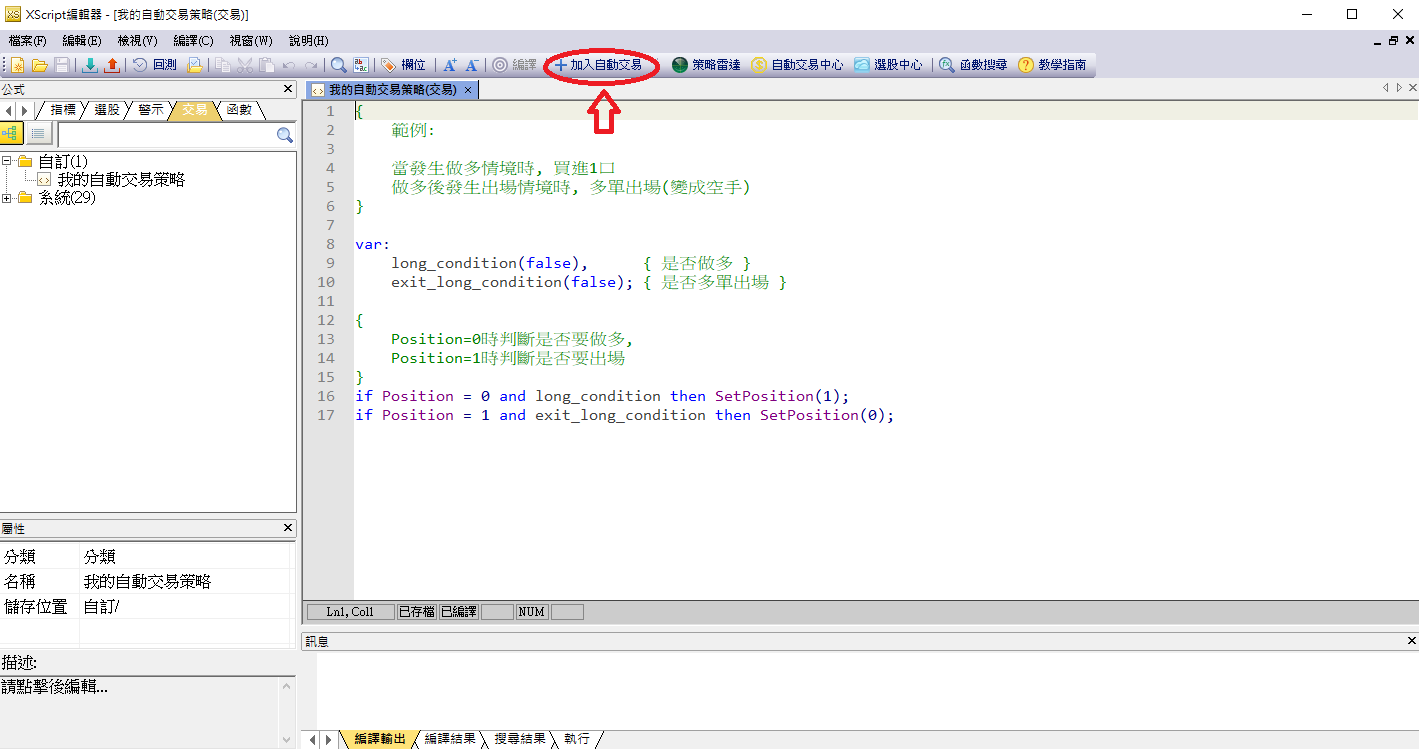 XScript編輯器 - [我的自動交易策略(交易)]
檔案(F) 編輯(E) 檢視(V) 編譯(C) 視窗(W) 說明(H)
回測 欄位 A+ A- 編譯 +加入自動交易 策略雷達 自動交易中心 選股中心 函數搜尋 教學指南
公式
指標 選股 警示 交易 函數
自訂(1)
我的自動交易策略
系統(29)
屬性
分類 分類
名稱 我的自動交易策略
儲存位置 自訂/
描述:
請點擊後編輯...
我的自動交易策略(交易)
1 {
2 範例:
3
4 當發生做多情境時, 買進1口
5 做多後發生出場情境時, 多單出場(變成空手)
6 }
7
8 var:
9 long_condition(false), { 是否做多 }
10 exit_long_condition(false); { 是否多單出場 }
11
12 {
13 Position=0時判斷是否要做多,
14 Position=1時判斷是否要出場
15 }
16 if Position = 0 and long_condition then SetPosition(1);
17 if Position = 1 and exit_long_condition then SetPosition(0);
Ln1, Col1 已存檔 已編譯 NUM
訊息
編譯輸出 編譯結果 搜尋結果 執行